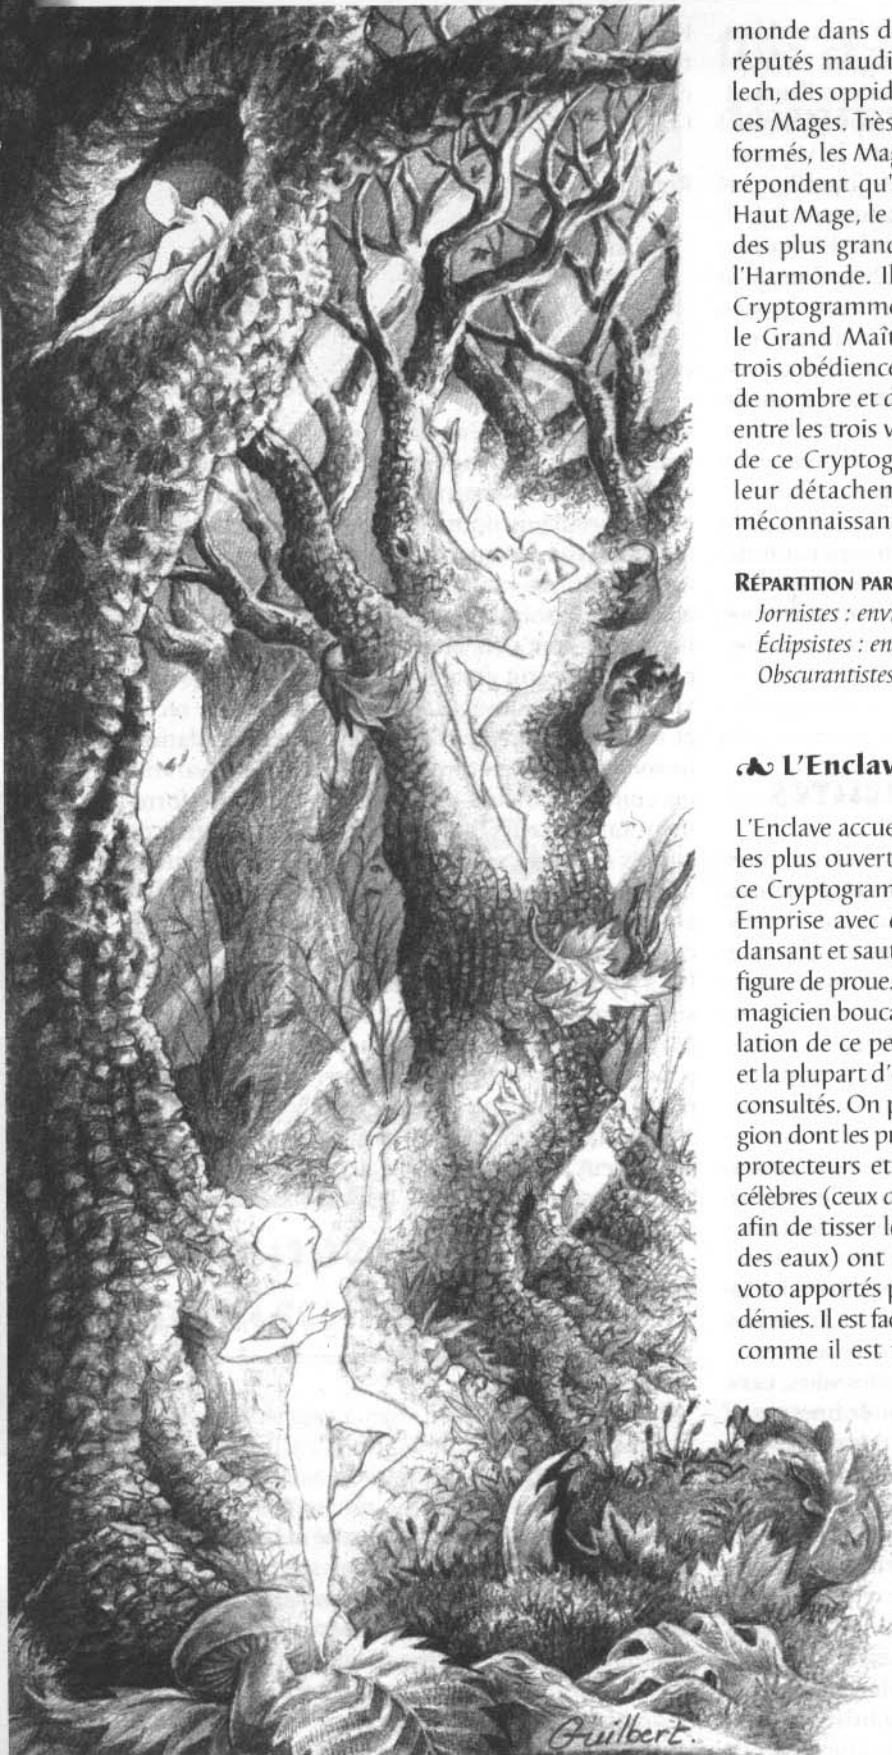 monde dans d
réputés maudi
lech, des oppid
ces Mages. Très
formés, les Mag
répondent qu'
Haut Mage, le
des plus grand
l'Harmonde. Il
Cryptogramme
le Grand Maît
trois obédience
de nombre et d
entre les trois v
de ce Cryptog
leur détachem
méconnaissan
RÉPARTITION PAR
Jornistes : envi
Éclipsistes : en
Obscurantistes
L'Enclav
L'Enclave accue
les plus ouvert
ce Cryptogram
Emprise avec
dansant et saut
figure de proue.
magicien bouca
lation de ce pe
et la plupart d'
consultés. On p
gion dont les pr
protecteurs et
célèbres (ceux d
afin de tisser l
des eaux) ont
voto apportés p
démies. Il est fac
comme il est
Guilbert.